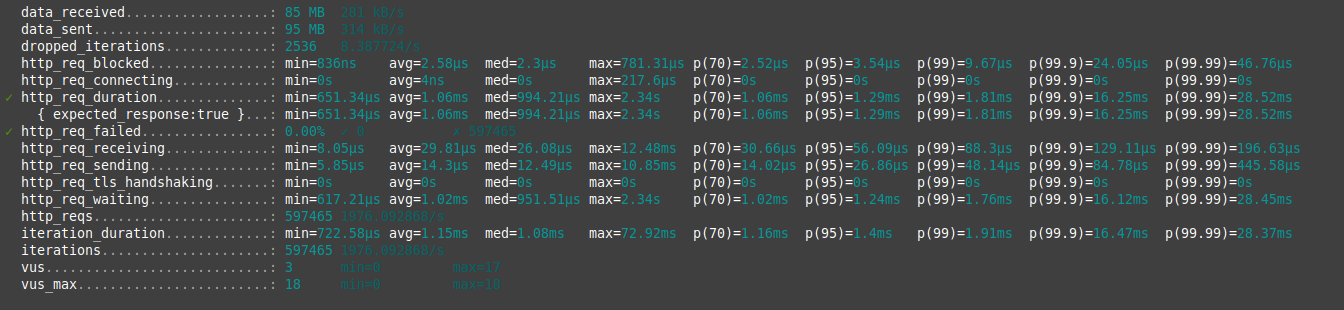 data_received..................: 85 MB 281 kB/s
data_sent......................: 95 MB 314 kB/s
dropped_iterations.............: 2536 8.387724/s
http_req_blocked...............: min=836ns avg=2.58µs med=2.3µs max=781.31µs p(70)=2.52µs p(95)=3.54µs p(99)=9.67µs p(99.9)=24.05µs p(99.99)=46.76µs
http_req_connecting............: min=0s avg=4ns med=0s max=217.6µs p(70)=0s p(95)=0s p(99)=0s p(99.9)=0s p(99.99)=0s
✓ http_req_duration..............: min=651.34µs avg=1.06ms med=994.21µs max=2.34s p(70)=1.06ms p(95)=1.29ms p(99)=1.81ms p(99.9)=16.25ms p(99.99)=28.52ms
{ expected_response:true }...: min=651.34µs avg=1.06ms med=994.21µs max=2.34s p(70)=1.06ms p(95)=1.29ms p(99)=1.81ms p(99.9)=16.25ms p(99.99)=28.52ms
✓ http_req_failed................: 0.00% ✓ 0 ✗ 597465
http_req_receiving.............: min=8.05µs avg=29.81µs med=26.08µs max=12.48ms p(70)=30.66µs p(95)=56.09µs p(99)=88.3µs p(99.9)=129.11µs p(99.99)=196.63µs
http_req_sending...............: min=5.85µs avg=14.3µs med=12.49µs max=10.85ms p(70)=14.02µs p(95)=26.86µs p(99)=48.14µs p(99.9)=84.78µs p(99.99)=445.58µs
http_req_tls_handshaking.......: min=0s avg=0s med=0s max=0s p(70)=0s p(95)=0s p(99)=0s p(99.9)=0s p(99.99)=0s
http_req_waiting...............: min=617.21µs avg=1.02ms med=951.51µs max=2.34s p(70)=1.02ms p(95)=1.24ms p(99)=1.76ms p(99.9)=16.12ms p(99.99)=28.45ms
http_reqs......................: 597465 1976.092868/s
iteration_duration.............: min=722.58µs avg=1.15ms med=1.08ms max=72.92ms p(70)=1.16ms p(95)=1.4ms p(99)=1.91ms p(99.9)=16.47ms p(99.99)=28.37ms
iterations.....................: 597465 1976.092868/s
vus............................: 3 min=0 max=17
vus_max........................: 18 min=0 max=18